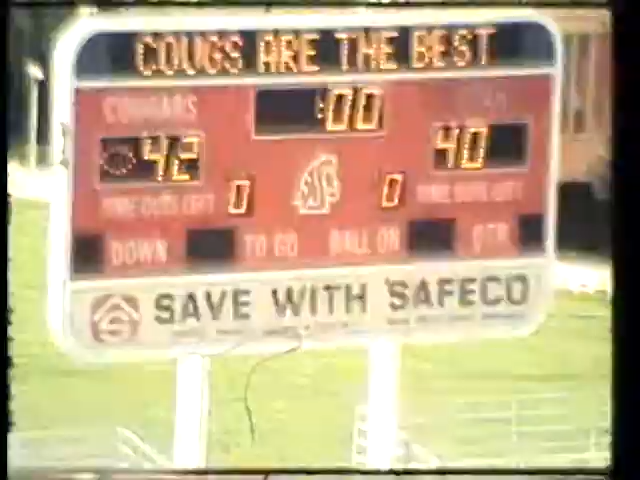 COUGS ARE THE BEST
COUGARS
:00
42
40
TIME OUTS LEFT 0
0 TIME OUTS LEFT
DOWN TO GO BALL ON QTR
SAVE WITH SAFECO